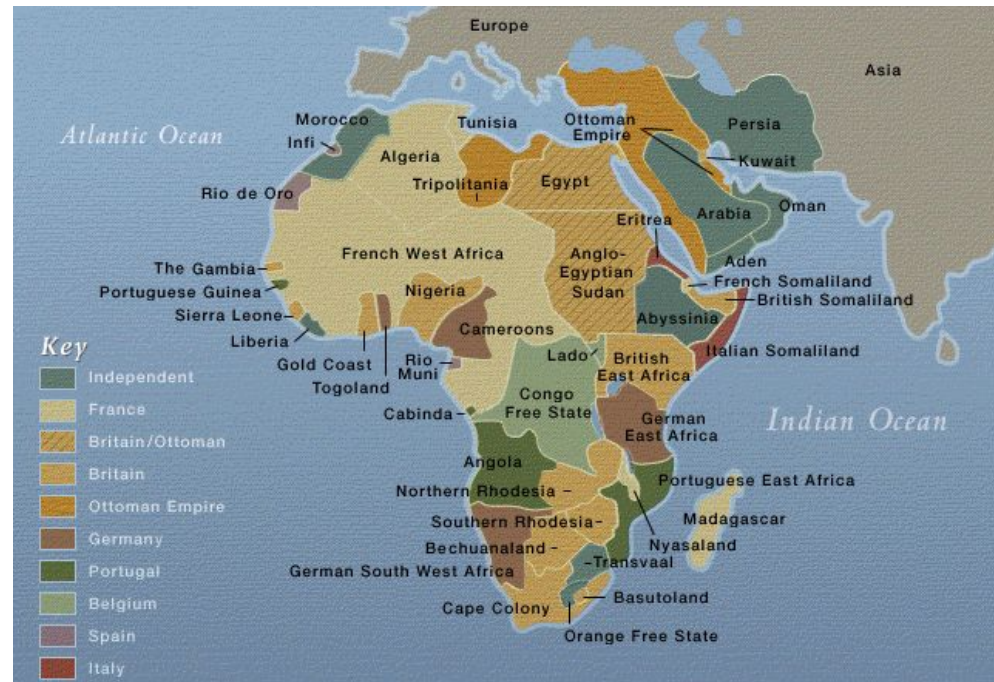 Europe
Asia
Atlantic Ocean
Morocco
Infi
Tunisia
Ottoman
Empire
Persia
Kuwait
Algeria
Tripolitania
Egypt
Rio de Oro
Arabia
Oman
Eritrea
French West Africa
Anglo-
Egyptian
Sudan
Aden
The Gambia
French Somaliland
Portuguese Guinea
Nigeria
British Somaliland
Sierra Leone
Abyssinia
Liberia
Cameroons
Gold Coast
Togoland
Rio
Muni
Lado
British
East Africa
Italian Somaliland
Congo
Free State
Cabinda
German
East Africa
Indian Ocean
Angola
Northern Rhodesia
Portuguese East Africa
Southern Rhodesia
Madagascar
Bechuanaland
Nyasaland
Transvaal
German South West Africa
Cape Colony
Basutoland
Orange Free State
Key
Independent
France
Britain/Ottoman
Britain
Ottoman Empire
Germany
Portugal
Belgium
Spain
Italy